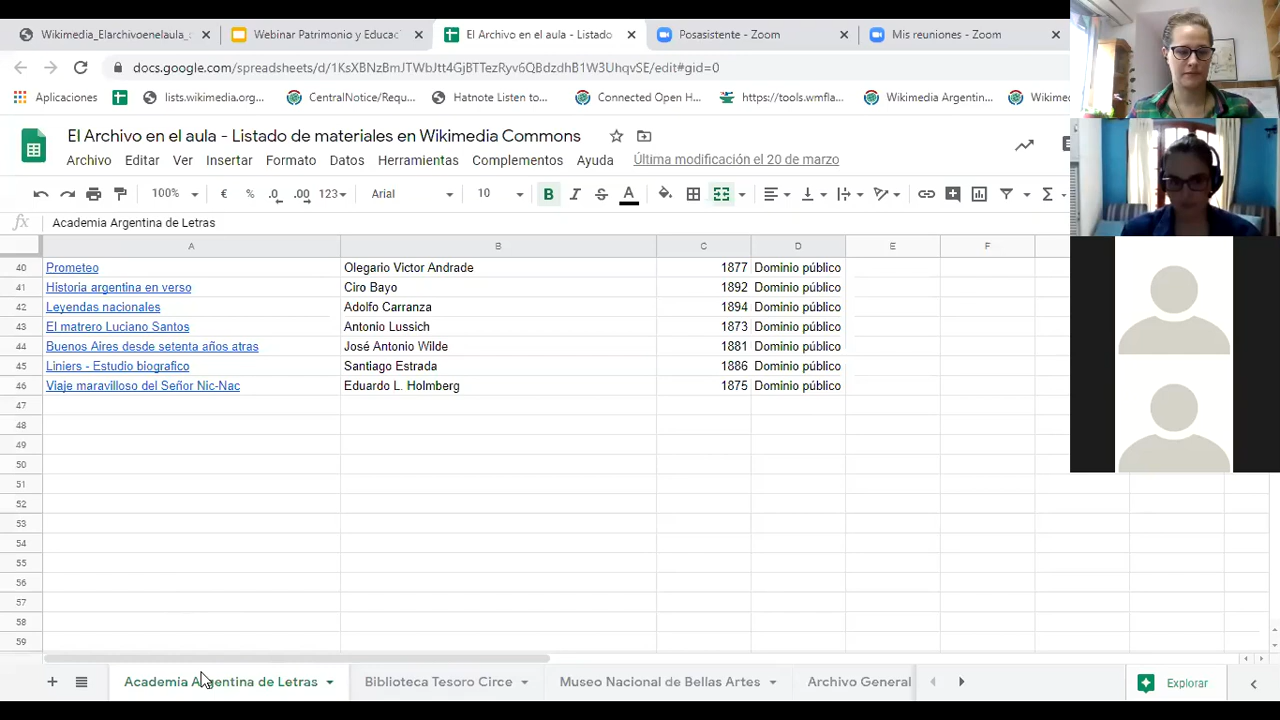 Wikimedia_Elarchivoenelaula_
Webinar Patrimonio y Educac
El Archivo en el aula - Listado
Posasistente - Zoom
Mis reuniones - Zoom
Aplicaciones
lists.wikimedia.org...
CentralNotice/Requ...
Hatnote Listen to...
Connected Open H...
https://tools.wmfla...
Wikimedia Argentin...
Wikime
El Archivo en el aula - Listado de materiales en Wikimedia Commons
Archivo Editar Ver Insertar Formato Datos Herramientas Complementos Ayuda Última modificación el 20 de marzo
100% € % .0 .00 123 Arial 10 B I S A Σ
fx Academia Argentina de Letras
A B C D E F
40 Prometeo Olegario Victor Andrade 1877 Dominio público
41 Historia argentina en verso Ciro Bayo 1892 Dominio público
42 Leyendas nacionales Adolfo Carranza 1894 Dominio público
43 El matrero Luciano Santos Antonio Lussich 1873 Dominio público
44 Buenos Aires desde setenta años atras José Antonio Wilde 1881 Dominio público
45 Liniers - Estudio biografico Santiago Estrada 1886 Dominio público
46 Viaje maravilloso del Señor Nic-Nac Eduardo L. Holmberg 1875 Dominio público
47
48
49
50
51
52
53
54
55
56
57
58
59
Academia Argentina de Letras Biblioteca Tesoro Circe Museo Nacional de Bellas Artes Archivo General Explorar